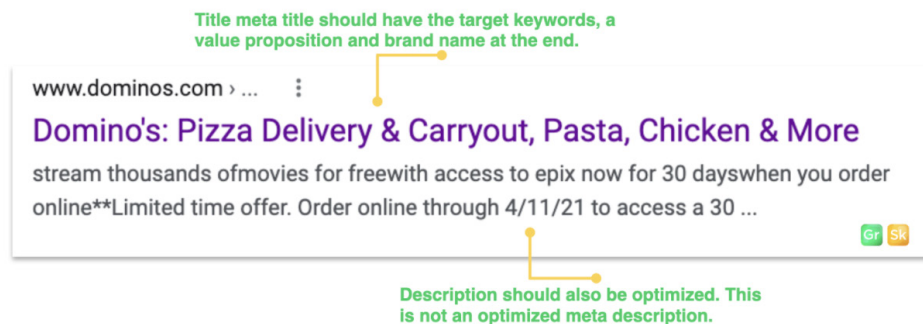 Title meta title should have the target keywords, a
value proposition and brand name at the end.
www.dominos.com › ...
Domino's: Pizza Delivery & Carryout, Pasta, Chicken & More
stream thousands ofmovies for freewith access to epix now for 30 dayswhen you order
online**Limited time offer. Order online through 4/11/21 to access a 30 ...
Gr Sk
Description should also be optimized. This
is not an optimized meta description.